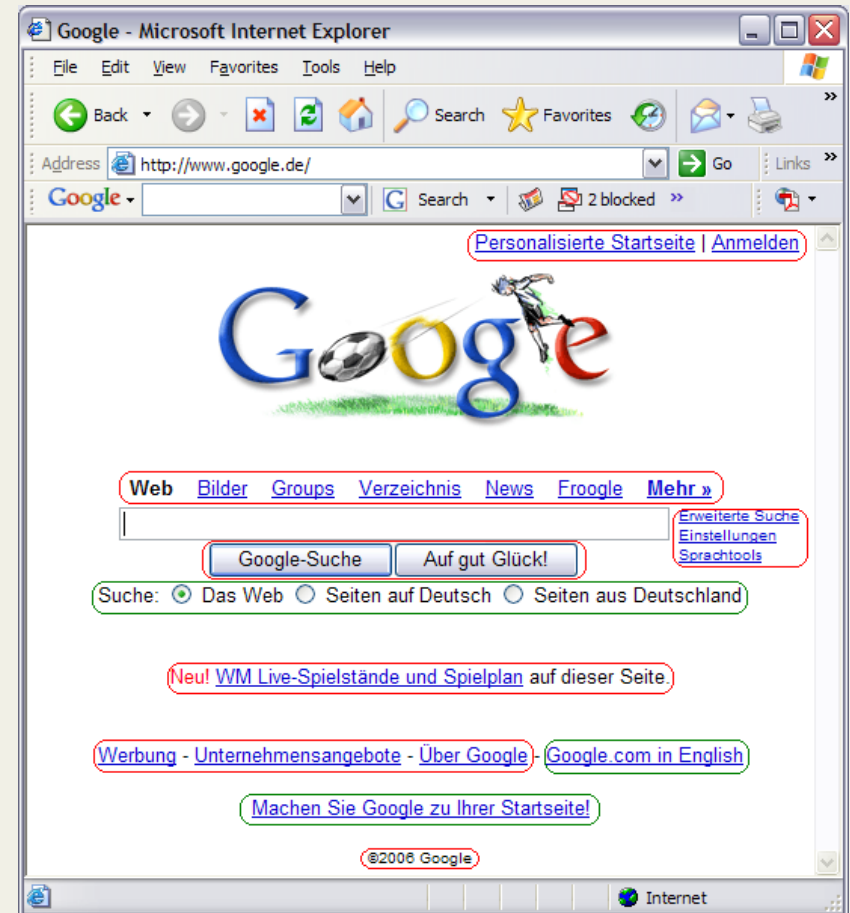 Google - Microsoft Internet Explorer
File Edit View Favorites Tools Help
Back Search Favorites »
Address http://www.google.de/ Go Links »
Google G Search 2 blocked »
Personalisierte Startseite | Anmelden
Google
Web Bilder Groups Verzeichnis News Froogle Mehr »
Erweiterte Suche
Einstellungen
Sprachtools
Google-Suche Auf gut Glück!
Suche: Das Web Seiten auf Deutsch Seiten aus Deutschland
Neu! WM Live-Spielstände und Spielplan auf dieser Seite.
Werbung - Unternehmensangebote - Über Google - Google.com in English
Machen Sie Google zu Ihrer Startseite!
©2006 Google
Internet